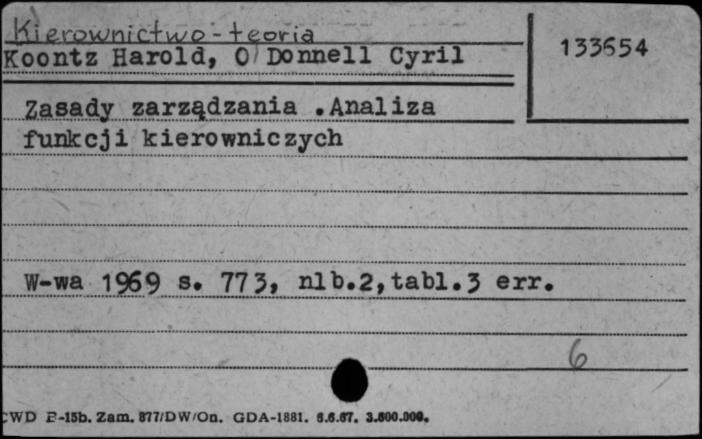 Kierownictwo-teoria
Koontz Harold, O'Donnell Cyril
133654
Zasady zarządzania .Analiza
funkcji kierowniczych
W-wa 1969 s. 773, nlb.2,tabl.3 err.
6
CWD P-15b. Zam. 877/DW/On. GDA-1881. 6.6.67. 3.600.000.